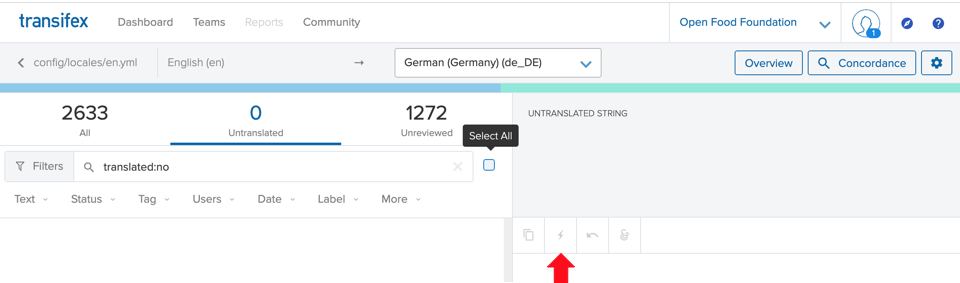 transifex Dashboard Teams Reports Community Open Food Foundation 1 ?
config/locales/en.yml English (en) → German (Germany) (de_DE) Overview Concordance
2633 0 1272
All Untranslated Unreviewed
UNTRANSLATED STRING
Select All
Filters translated:no
Text Status Tag Users Date Label More